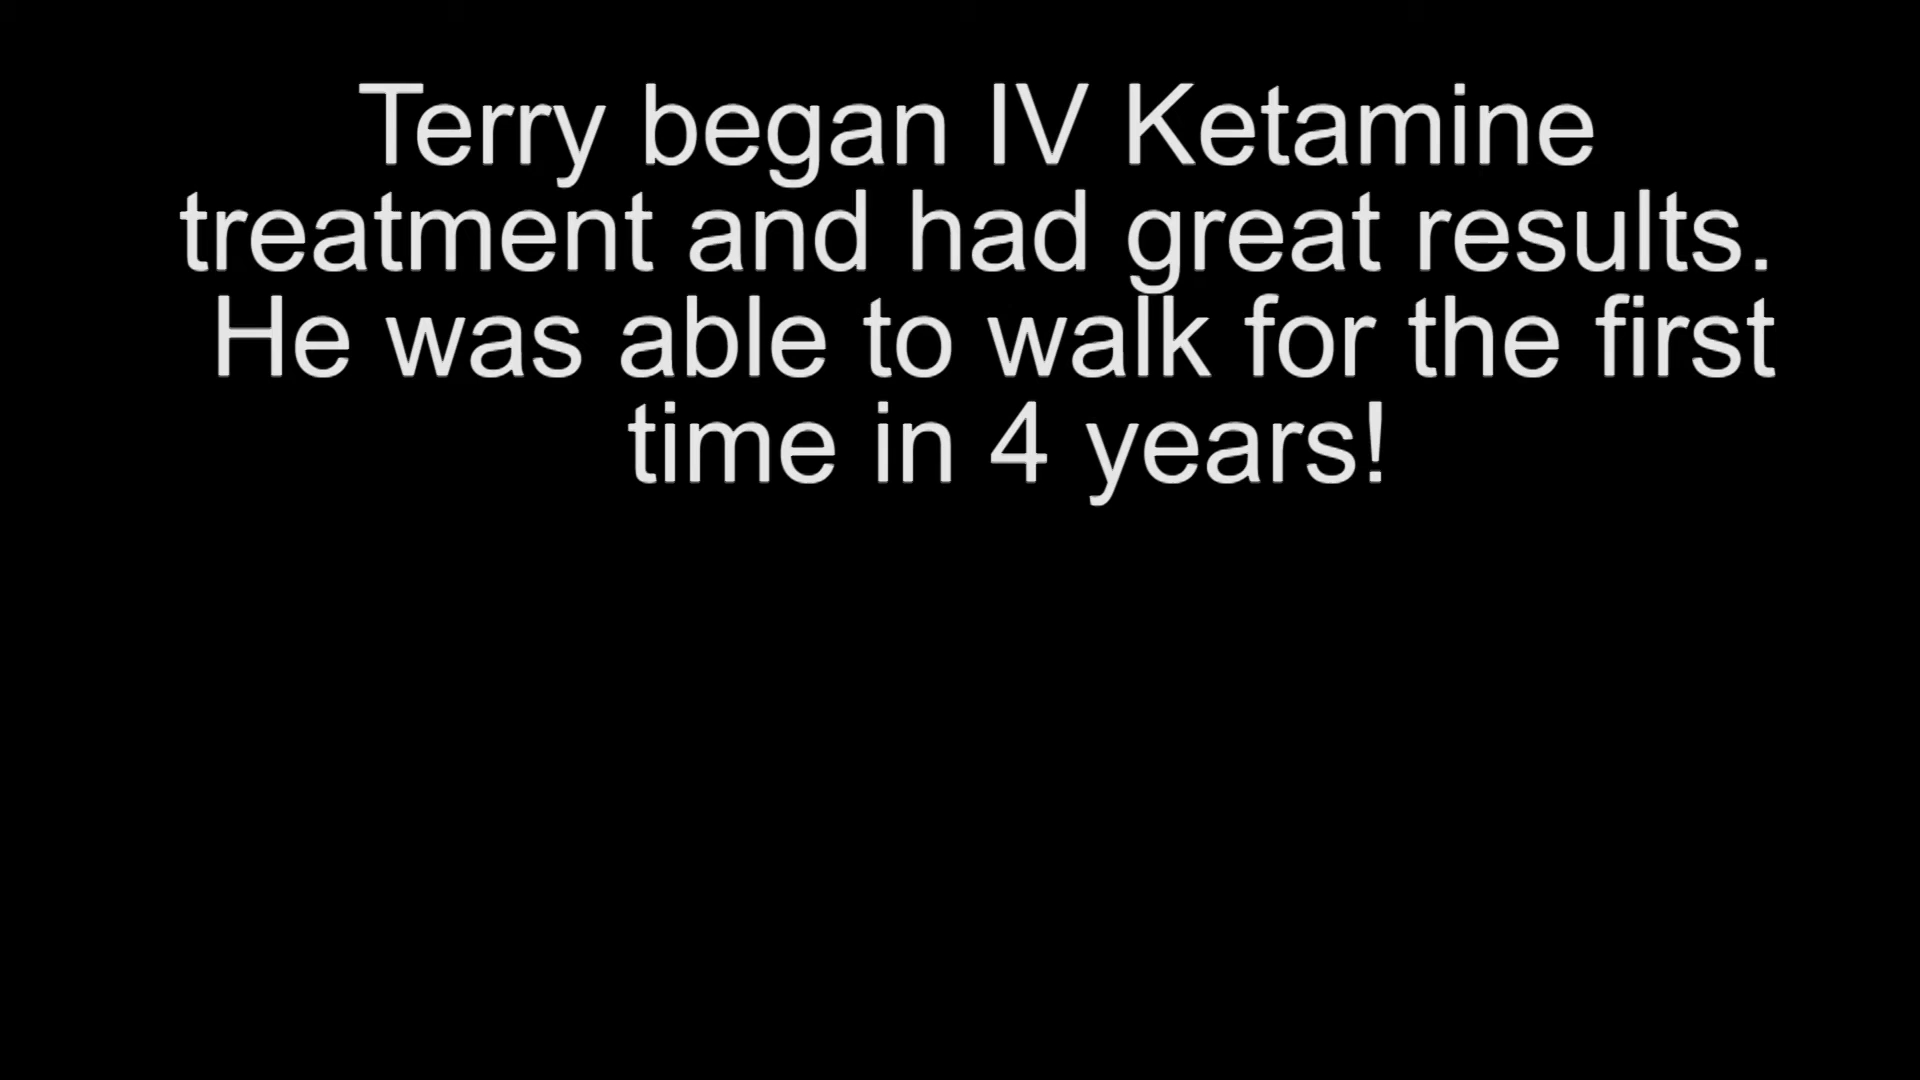 Terry began IV Ketamine
treatment and had great results.
He was able to walk for the first
time in 4 years!